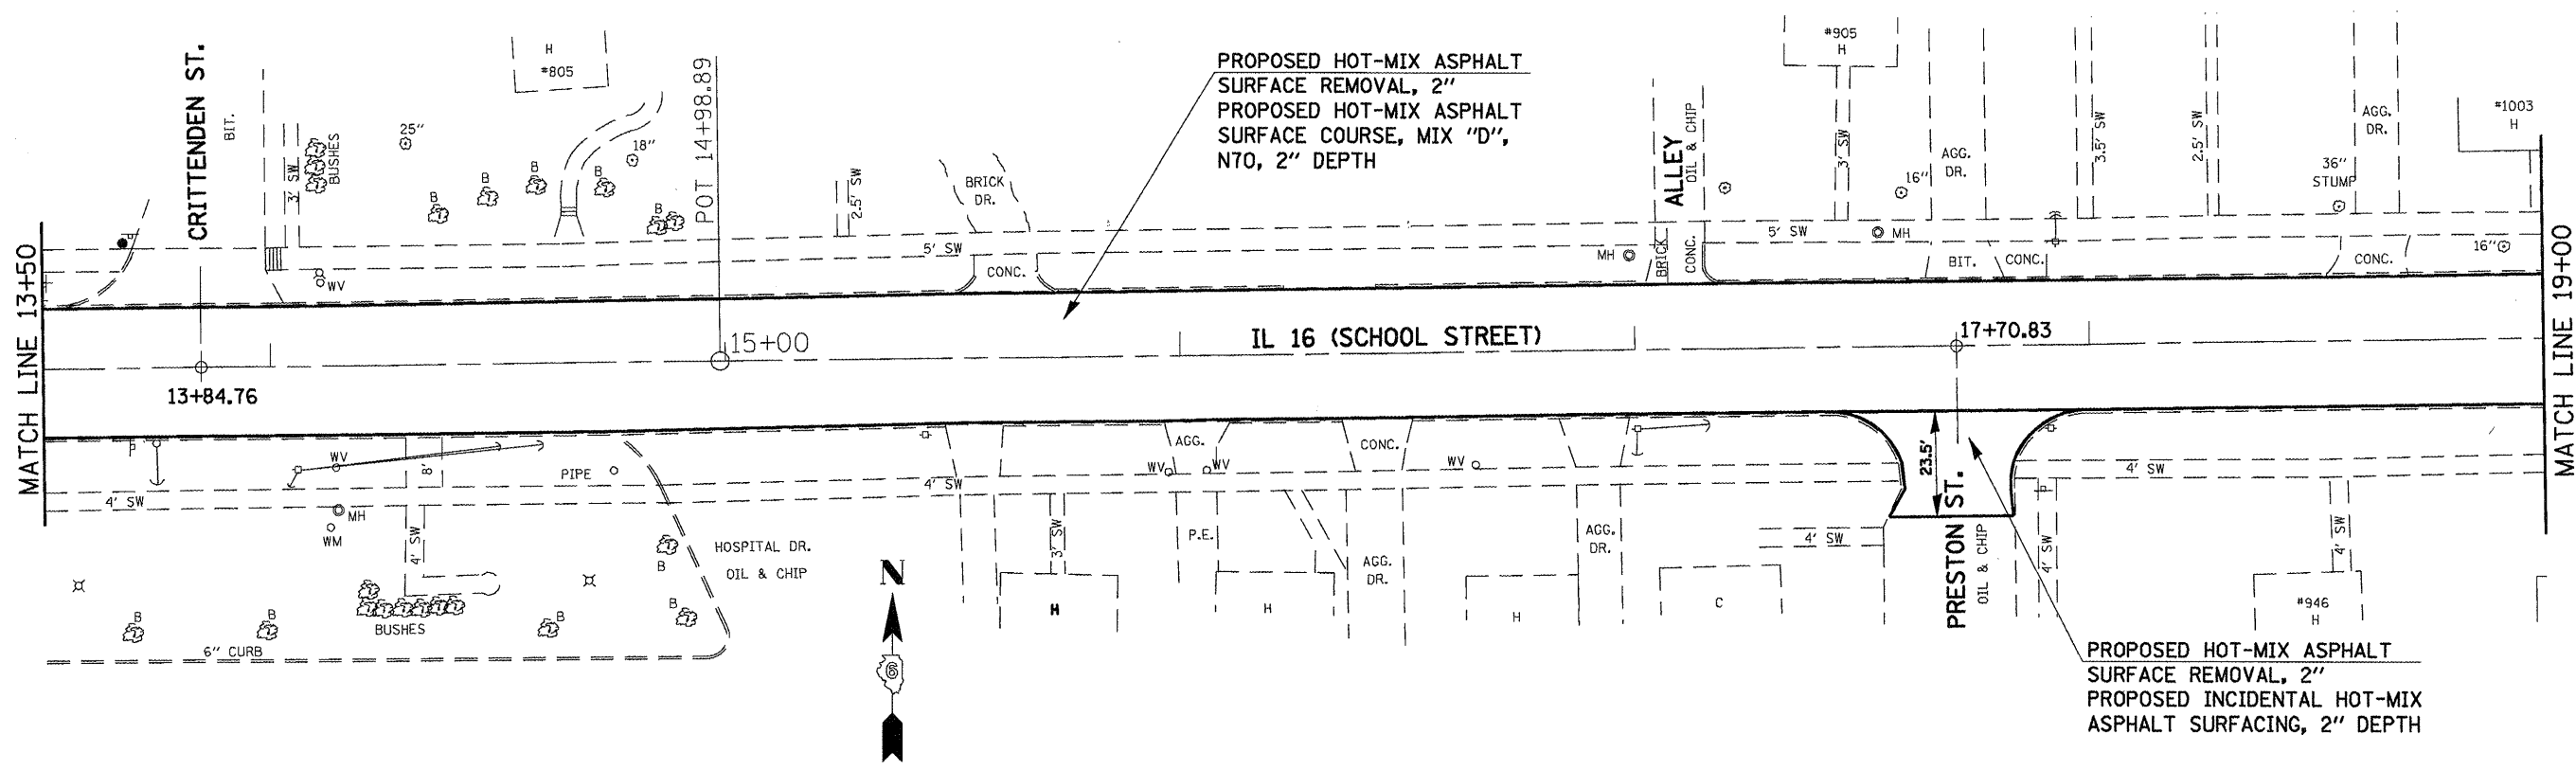 CRITTENDEN ST.
BIT.
3' SW
BUSHES
25"
H
#805
18"
B
B
B
B
B
POT 14+98.89
2.5' SW
BRICK
DR.
PROPOSED HOT-MIX ASPHALT
SURFACE REMOVAL, 2"
PROPOSED HOT-MIX ASPHALT
SURFACE COURSE, MIX "D",
N70, 2" DEPTH
ALLEY
OIL & CHIP
#905
H
3' SW
16"
AGG.
DR.
3.5' SW
2.5' SW
36"
STUMP
AGG.
DR.
#1003
H
WV
5' SW
CONC.
MH
BRICK
CONC.
5' SW
MH
BIT.
CONC.
CONC.
16"
MATCH LINE 13+50
13+84.76
15+00
IL 16 (SCHOOL STREET)
17+70.83
MATCH LINE 19+00
4' SW
WV
8'
PIPE
MH
WM
4' SW
HOSPITAL DR.
OIL & CHIP
B
B
B
BUSHES
B
B
6" CURB
4' SW
AGG.
WV
WV
CONC.
WV
3' SW
P.E.
AGG.
DR.
AGG.
DR.
H
H
H
C
4' SW
23.5'
PRESTON ST.
OIL & CHIP
4' SW
4' SW
4' SW
#946
H
N
6
PROPOSED HOT-MIX ASPHALT
SURFACE REMOVAL, 2"
PROPOSED INCIDENTAL HOT-MIX
ASPHALT SURFACING, 2" DEPTH